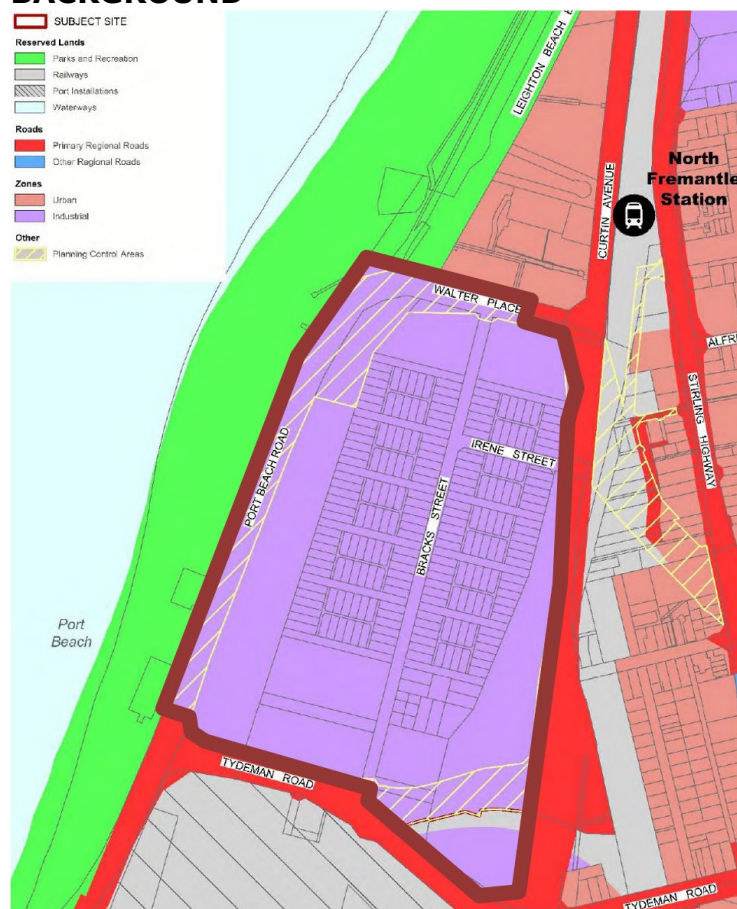 BACKGROUND
SUBJECT SITE
Reserved Lands
Parks and Recreation
Railways
Port Installations
Waterways
Roads
Primary Regional Roads
Other Regional Roads
Zones
Urban
Industrial
Other
Planning Control Areas
LEIGHTON BEACH
CURTIN AVENUE
North
Fremantle
Station
WALTER PLACE
STIRLING HIGHWAY
IRENE STREET
PORT BEACH ROAD
BRACKS STREET
Port
Beach
TYDEMAN ROAD
TYDEMAN ROAD